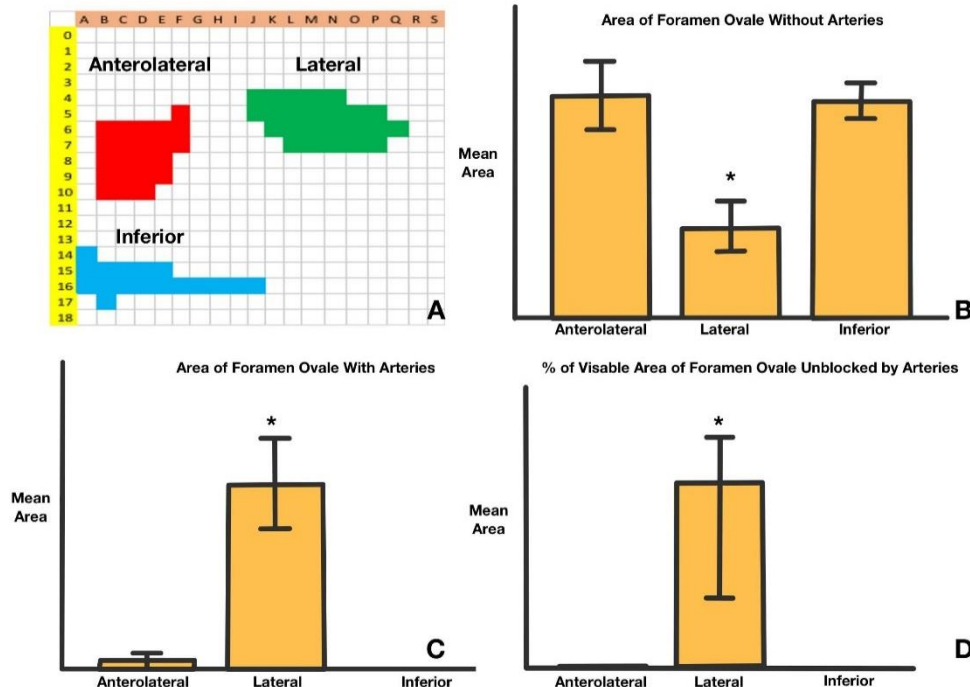 A B C D E F G H I J K L M N O P Q R S
0
1
2
3
4
5
6
7
8
9
10
11
12
13
14
15
16
17
18
Anterolateral
Lateral
Inferior
A
Area of Foramen Ovale Without Arteries
Mean
Area
*
Anterolateral
Lateral
Inferior
B
Area of Foramen Ovale With Arteries
Mean
Area
*
Anterolateral
Lateral
Inferior
C
% of Visable Area of Foramen Ovale Unblocked by Arteries
Mean
Area
*
Anterolateral
Lateral
Inferior
D